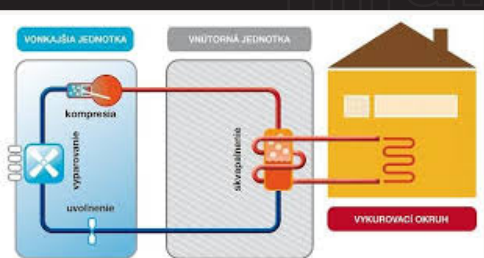 VONKAJŠIA JEDNOTKA
VNÚTORNÁ JEDNOTKA
kompresia
vyparovanie
skvapalnenie
uvoľnenie
VYKUROVACÍ OKRUH